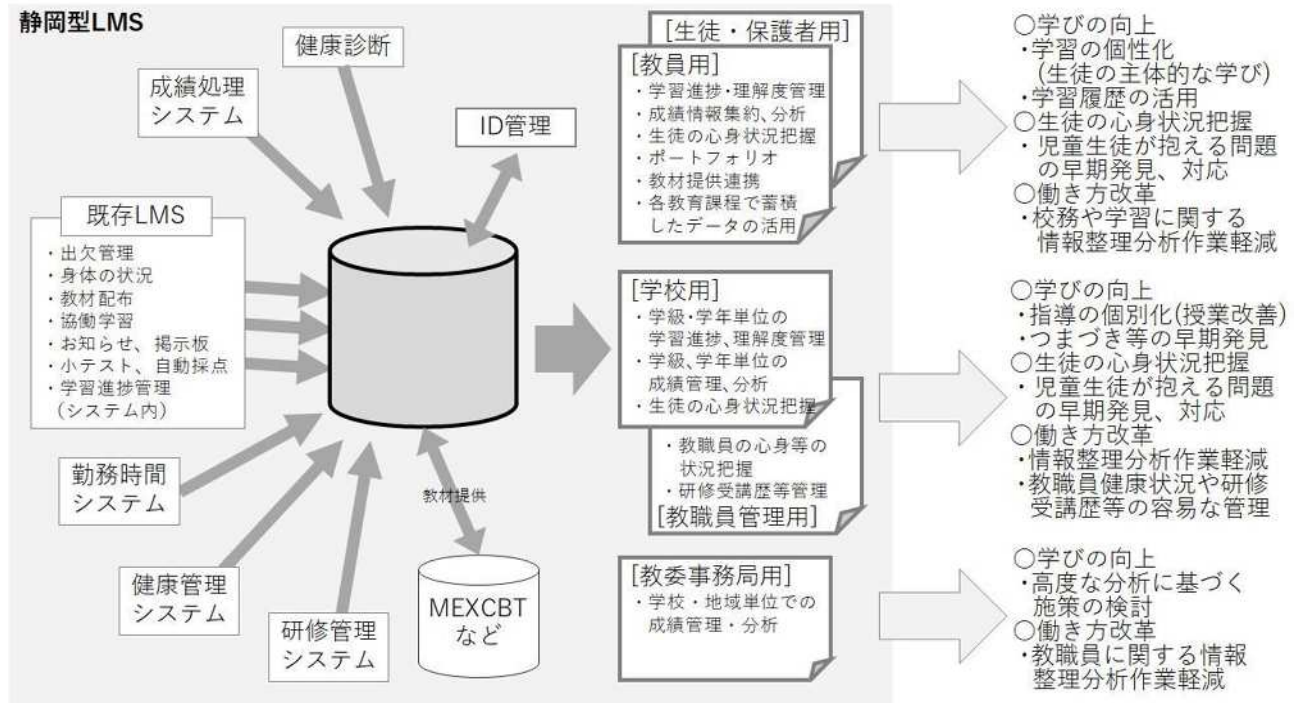 静岡型LMS
健康診断
成績処理
システム
ID管理
既存LMS
・出欠管理
・身体の状況
・教材配布
・協働学習
・お知らせ、掲示板
・小テスト、自動採点
・学習進捗管理
(システム内)
勤務時間
システム
健康管理
システム
研修管理
システム
教材提供
MEXCBT
など
[生徒・保護者用]
[教員用]
・学習進捗・理解度管理
・成績情報集約、分析
・生徒の心身状況把握
・ポートフォリオ
・教材提供連携
・各教育課程で蓄積
したデータの活用
[学校用]
・学級・学年単位の
学習進捗、理解度管理
・学級、学年単位の
成績管理、分析
・生徒の心身状況把握
・教職員の心身等の
状況把握
・研修受講歴等管理
[教職員管理用]
[教委事務局用]
・学校・地域単位での
成績管理・分析
○学びの向上
・学習の個性化
(生徒の主体的な学び)
・学習履歴の活用
○生徒の心身状況把握
・児童生徒が抱える問題
の早期発見、対応
○働き方改革
・校務や学習に関する
情報整理分析作業軽減
○学びの向上
・指導の個別化(授業改善)
・つまづき等の早期発見
○生徒の心身状況把握
・児童生徒が抱える問題
の早期発見、対応
○働き方改革
・情報整理分析作業軽減
・教職員健康状況や研修
受講歴等の容易な管理
○学びの向上
・高度な分析に基づく
施策の検討
○働き方改革
・教職員に関する情報
整理分析作業軽減